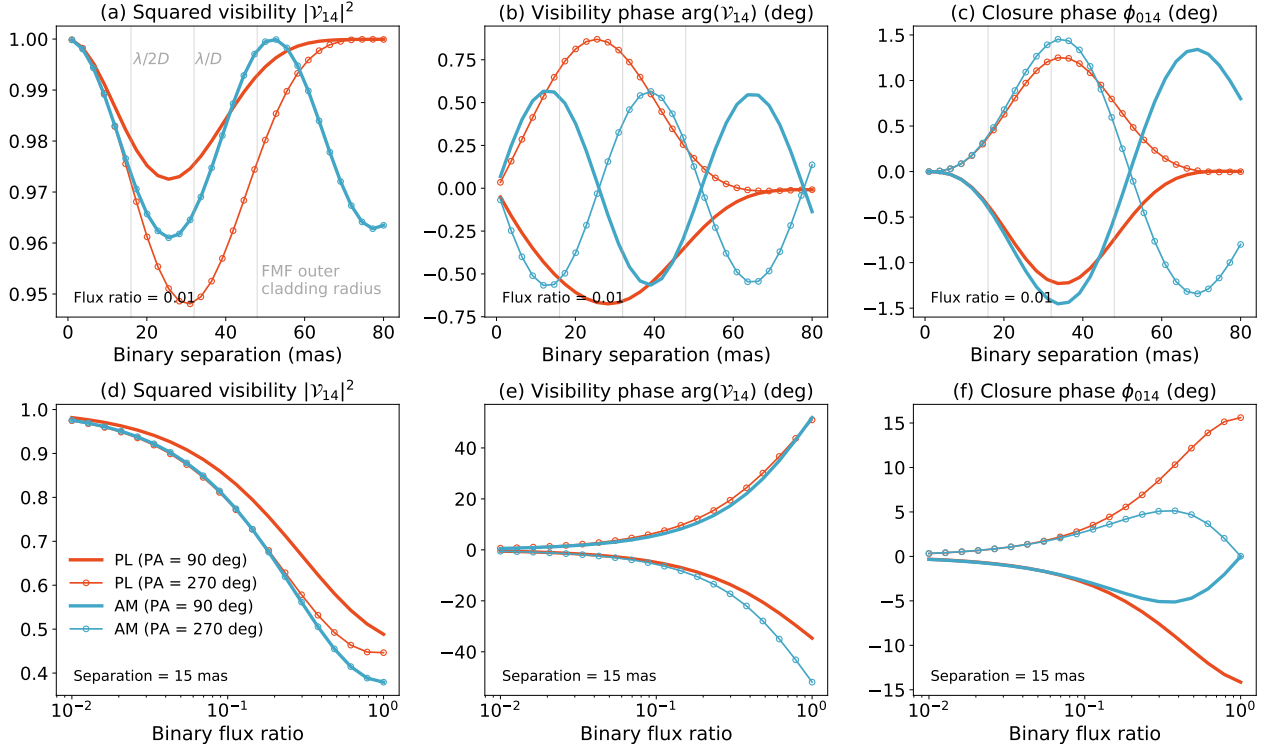 (a) Squared visibility |𝒱₁₄|²
1.00
0.99
0.98
0.97
0.96
0.95
λ/2D
λ/D
FMF outer
cladding radius
Flux ratio = 0.01
0
20
40
60
80
Binary separation (mas)
(b) Visibility phase arg(𝒱₁₄) (deg)
0.75
0.50
0.25
0.00
−0.25
−0.50
−0.75
Flux ratio = 0.01
0
20
40
60
80
Binary separation (mas)
(c) Closure phase ϕ₀₁₄ (deg)
1.5
1.0
0.5
0.0
−0.5
−1.0
−1.5
Flux ratio = 0.01
0
20
40
60
80
Binary separation (mas)
(d) Squared visibility |𝒱₁₄|²
1.0
0.9
0.8
0.7
0.6
0.5
0.4
PL (PA = 90 deg)
PL (PA = 270 deg)
AM (PA = 90 deg)
AM (PA = 270 deg)
Separation = 15 mas
10⁻²
10⁻¹
10⁰
Binary flux ratio
(e) Visibility phase arg(𝒱₁₄) (deg)
40
20
0
−20
−40
Separation = 15 mas
10⁻²
10⁻¹
10⁰
Binary flux ratio
(f) Closure phase ϕ₀₁₄ (deg)
15
10
5
0
−5
−10
−15
Separation = 15 mas
10⁻²
10⁻¹
10⁰
Binary flux ratio